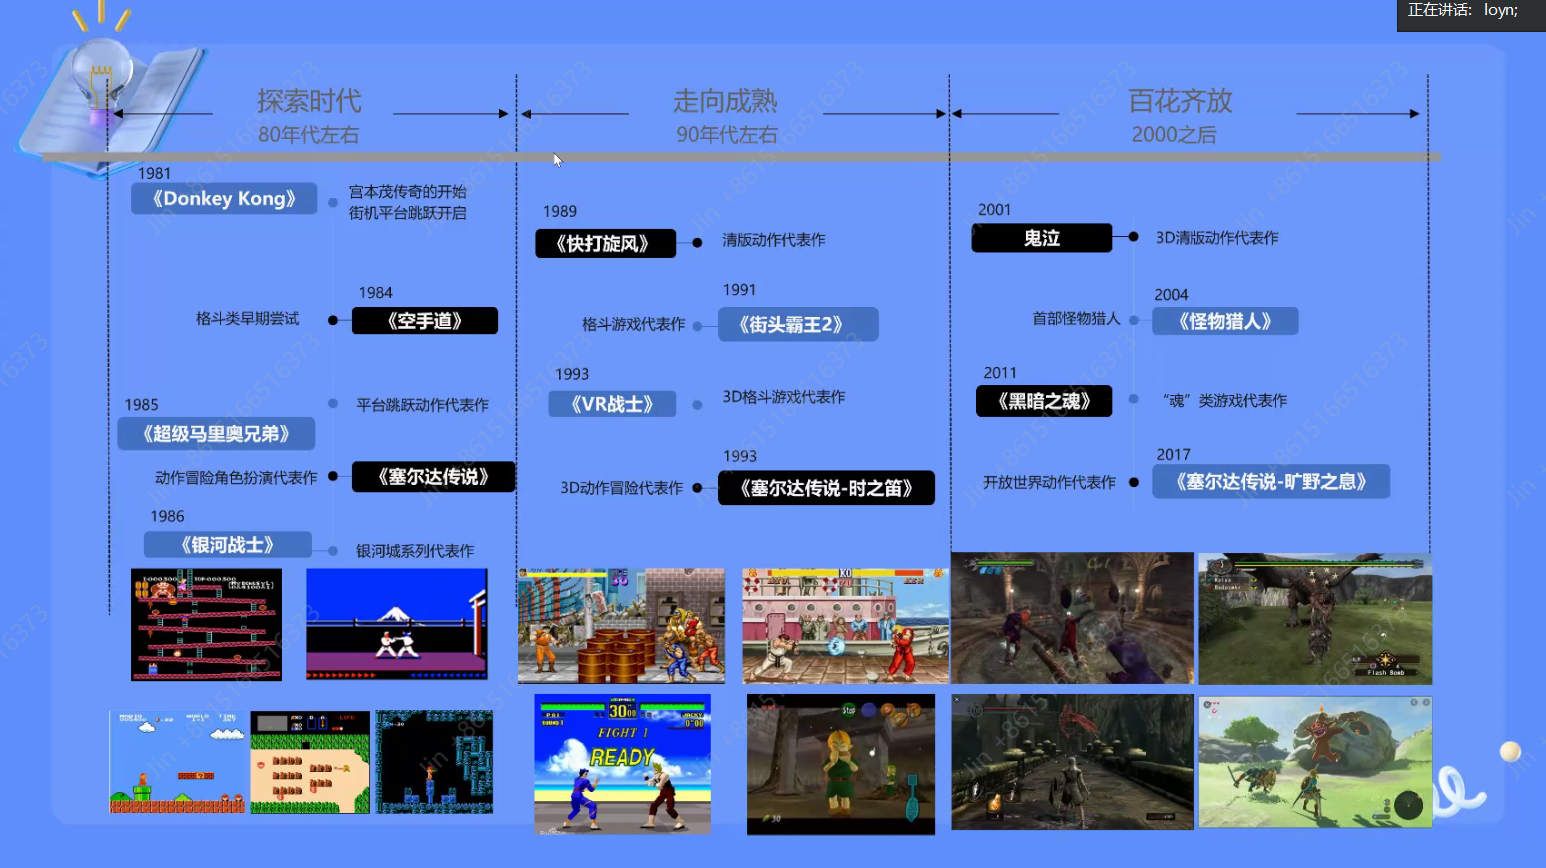 正在讲话: loyn;
探索时代
80年代左右
走向成熟
90年代左右
百花齐放
2000之后
1981
《Donkey Kong》
宫本茂传奇的开始
街机平台跳跃开启
1984
格斗类早期尝试
《空手道》
1985
平台跳跃动作代表作
《超级马里奥兄弟》
动作冒险角色扮演代表作
《塞尔达传说》
1986
《银河战士》
银河城系列代表作
1989
《快打旋风》
清版动作代表作
1991
格斗游戏代表作
《街头霸王2》
1993
《VR战士》
3D格斗游戏代表作
1993
3D动作冒险代表作
《塞尔达传说-时之笛》
2001
鬼泣
3D清版动作代表作
2004
首部怪物猎人
《怪物猎人》
2011
《黑暗之魂》
“魂”类游戏代表作
2017
开放世界动作代表作
《塞尔达传说-旷野之息》
KO
FIGHT 1
READY
Flash Bomb
Jin +8615166516373